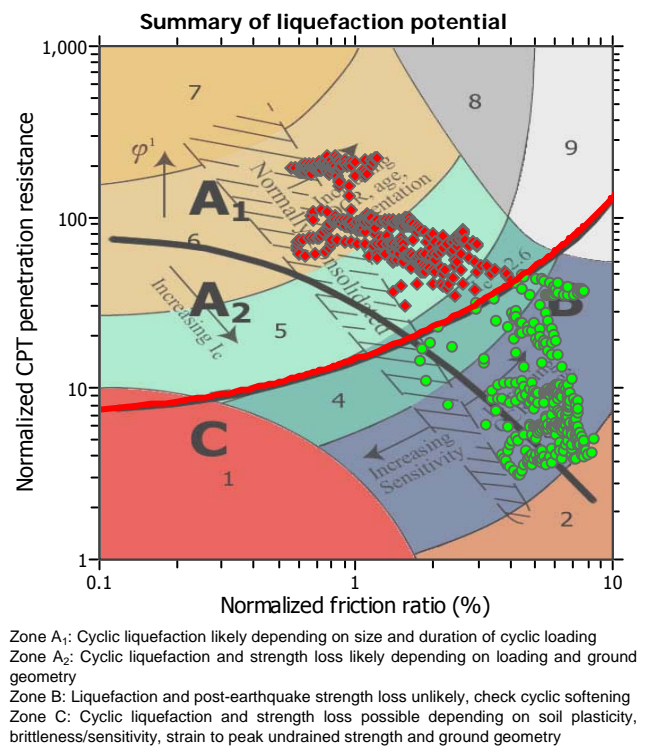 Summary of liquefaction potential
1,000
100
10
1
0.1
1
10
Normalized CPT penetration resistance
Normalized friction ratio (%)
7
8
9
φ¹
A₁
6
A₂
5
Increasing Ic
Normally consolidated
Increasing
age,
B
4
C
1
Increasing
Sensitivity
2
Zone A₁: Cyclic liquefaction likely depending on size and duration of cyclic loading
Zone A₂: Cyclic liquefaction and strength loss likely depending on loading and ground
geometry
Zone B: Liquefaction and post-earthquake strength loss unlikely, check cyclic softening
Zone C: Cyclic liquefaction and strength loss possible depending on soil plasticity,
brittleness/sensitivity, strain to peak undrained strength and ground geometry